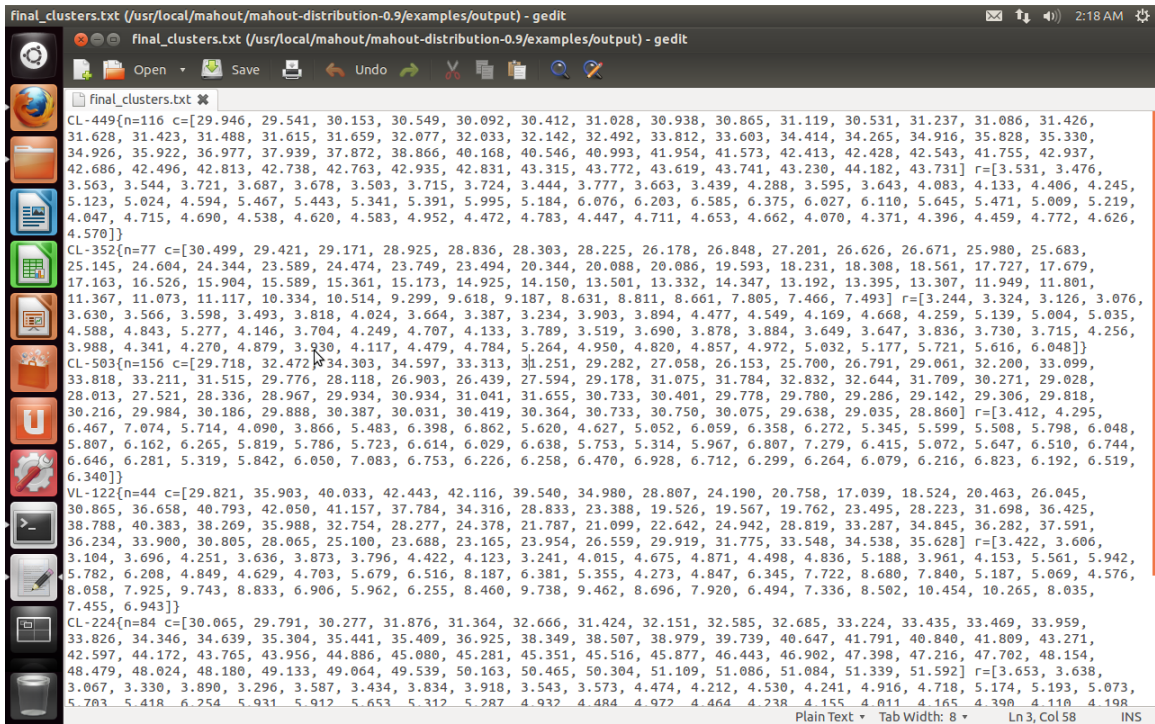 final_clusters.txt (/usr/local/mahout/mahout-distribution-0.9/examples/output) - gedit 2:18 AM
final_clusters.txt (/usr/local/mahout/mahout-distribution-0.9/examples/output) - gedit
Open Save Undo
final_clusters.txt
CL-449{n=116 c=[29.946, 29.541, 30.153, 30.549, 30.092, 30.412, 31.028, 30.938, 30.865, 31.119, 30.531, 31.237, 31.086, 31.426,
31.628, 31.423, 31.488, 31.615, 31.659, 32.077, 32.033, 32.142, 32.492, 33.812, 33.603, 34.414, 34.265, 34.916, 35.828, 35.330,
34.926, 35.922, 36.977, 37.939, 37.872, 38.866, 40.168, 40.546, 40.993, 41.954, 41.573, 42.413, 42.428, 42.543, 41.755, 42.937,
42.686, 42.496, 42.813, 42.738, 42.763, 42.935, 42.831, 43.315, 43.772, 43.619, 43.741, 43.230, 44.182, 43.731] r=[3.531, 3.476,
3.563, 3.544, 3.721, 3.687, 3.678, 3.503, 3.715, 3.724, 3.444, 3.777, 3.663, 3.439, 4.288, 3.595, 3.643, 4.083, 4.133, 4.406, 4.245,
5.123, 5.024, 4.594, 5.467, 5.443, 5.341, 5.391, 5.995, 5.184, 6.076, 6.203, 6.585, 6.375, 6.027, 6.110, 5.645, 5.471, 5.009, 5.219,
4.047, 4.715, 4.690, 4.538, 4.620, 4.583, 4.952, 4.472, 4.783, 4.447, 4.711, 4.653, 4.662, 4.070, 4.371, 4.396, 4.459, 4.772, 4.626,
4.570]}
CL-352{n=77 c=[30.499, 29.421, 29.171, 28.925, 28.836, 28.303, 28.225, 26.178, 26.848, 27.201, 26.626, 26.671, 25.980, 25.683,
25.145, 24.604, 24.344, 23.589, 24.474, 23.749, 23.494, 20.344, 20.088, 20.086, 19.593, 18.231, 18.308, 18.561, 17.727, 17.679,
17.163, 16.526, 15.904, 15.589, 15.361, 15.173, 14.925, 14.150, 13.501, 13.332, 14.347, 13.192, 13.395, 13.307, 11.949, 11.801,
11.367, 11.073, 11.117, 10.334, 10.514, 9.299, 9.618, 9.187, 8.631, 8.811, 8.661, 7.805, 7.466, 7.493] r=[3.244, 3.324, 3.126, 3.076,
3.630, 3.566, 3.598, 3.493, 3.818, 4.024, 3.664, 4.387, 3.234, 3.903, 3.894, 4.477, 4.549, 4.169, 4.668, 4.259, 5.139, 5.004, 5.035,
4.588, 4.843, 5.277, 4.146, 3.704, 4.249, 4.707, 4.133, 3.789, 3.519, 3.690, 3.878, 3.884, 3.649, 3.647, 3.836, 3.730, 3.715, 4.256,
3.988, 4.341, 4.270, 4.879, 3.930, 4.117, 4.479, 4.784, 5.264, 4.950, 4.820, 4.857, 4.972, 5.032, 5.177, 5.721, 5.616, 6.048]}
CL-503{n=156 c=[29.718, 32.472, 34.303, 34.597, 33.313, 31.251, 29.282, 27.058, 26.153, 25.700, 26.791, 29.061, 32.200, 33.099,
33.818, 33.211, 31.515, 29.776, 28.118, 26.903, 26.439, 27.594, 29.178, 31.075, 31.784, 32.832, 32.644, 31.709, 30.271, 29.028,
28.013, 27.521, 28.336, 28.967, 29.934, 30.934, 31.041, 31.655, 30.733, 30.401, 29.778, 29.780, 29.286, 29.142, 29.306, 29.818,
30.216, 29.984, 30.186, 29.888, 30.387, 30.031, 30.419, 30.364, 30.733, 30.750, 30.075, 29.638, 29.035, 28.860] r=[3.412, 4.295,
6.467, 7.074, 5.714, 4.090, 3.866, 5.483, 6.398, 6.862, 5.620, 4.627, 5.052, 6.059, 6.358, 6.272, 5.345, 5.599, 5.508, 5.798, 6.048,
5.807, 6.162, 6.265, 5.819, 5.786, 5.723, 6.614, 6.029, 6.638, 5.753, 5.314, 5.967, 6.807, 7.279, 6.415, 5.072, 5.647, 6.510, 6.744,
6.646, 6.281, 5.319, 5.842, 6.050, 7.083, 6.753, 6.226, 6.258, 6.470, 6.928, 6.712, 6.299, 6.264, 6.079, 6.216, 6.823, 6.192, 6.519,
6.340]}
VL-122{n=44 c=[29.821, 35.903, 40.033, 42.443, 42.116, 39.540, 34.980, 28.807, 24.190, 20.758, 17.039, 18.524, 20.463, 26.045,
30.865, 36.658, 40.793, 42.050, 41.157, 37.784, 34.316, 28.833, 23.388, 19.526, 19.567, 19.762, 23.495, 28.223, 31.698, 36.425,
38.788, 40.383, 38.269, 35.988, 32.754, 28.277, 24.378, 21.787, 21.099, 22.642, 24.942, 28.819, 33.287, 34.845, 36.282, 37.591,
36.234, 33.900, 30.805, 28.065, 25.100, 23.688, 23.165, 23.954, 26.559, 29.919, 31.775, 33.548, 34.538, 35.628] r=[3.422, 3.606,
3.104, 3.696, 4.251, 3.636, 3.873, 3.796, 4.422, 4.123, 3.241, 4.015, 4.675, 4.871, 4.498, 4.836, 5.188, 3.961, 4.153, 5.561, 5.942,
5.782, 6.208, 4.849, 4.629, 4.703, 5.679, 6.516, 8.187, 6.381, 5.355, 4.273, 4.847, 6.345, 7.722, 8.680, 7.840, 5.187, 5.069, 4.576,
8.058, 7.925, 9.743, 8.833, 6.906, 5.962, 6.255, 8.460, 9.738, 9.462, 8.696, 7.920, 6.494, 7.336, 8.502, 10.454, 10.265, 8.035,
7.455, 6.943]}
CL-224{n=84 c=[30.065, 29.791, 30.277, 31.876, 31.364, 32.666, 31.424, 32.151, 32.585, 32.685, 33.224, 33.435, 33.469, 33.959,
33.826, 34.346, 34.639, 35.304, 35.441, 35.409, 36.925, 38.349, 38.507, 38.979, 39.739, 40.647, 41.791, 40.840, 41.809, 43.271,
42.597, 44.172, 43.765, 43.956, 44.886, 45.080, 45.281, 45.351, 45.516, 45.877, 46.443, 46.902, 47.398, 47.216, 47.702, 48.154,
48.479, 48.024, 48.180, 49.133, 49.064, 49.539, 50.163, 50.465, 50.304, 51.109, 51.086, 51.084, 51.339, 51.592] r=[3.653, 3.638,
3.067, 3.330, 3.890, 3.296, 3.587, 3.434, 3.834, 3.918, 3.543, 3.573, 4.474, 4.212, 4.530, 4.241, 4.916, 4.718, 5.174, 5.193, 5.073,
5.703, 5.418, 6.254, 5.931, 5.912, 5.653, 5.312, 5.287, 4.932, 4.484, 4.972, 4.464, 4.238, 4.155, 4.011, 4.165, 4.390, 4.110, 4.198,
Plain Text Tab Width: 8 Ln 3, Col 58 INS